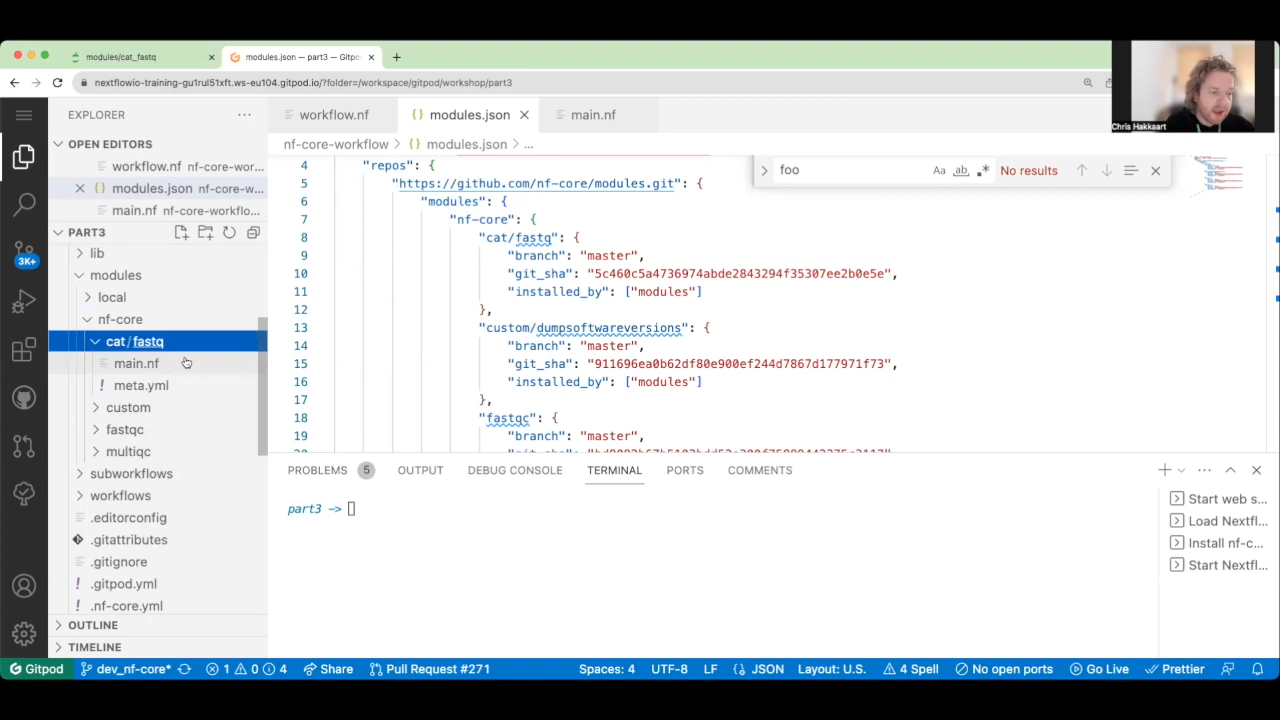 modules/cat_fastq
modules.json — part3 — Gitpo
nextflowio-training-gu1rul51xft.ws-eu104.gitpod.io/?folder=/workspace/gitpod/workshop/part3
Chris Hakkaart
EXPLORER
OPEN EDITORS
workflow.nf nf-core-wor...
modules.json nf-core-w...
main.nf nf-core-workflo...
PART3
lib
modules
local
nf-core
cat/fastq
main.nf
meta.yml
custom
fastqc
multiqc
subworkflows
workflows
.editorconfig
.gitattributes
.gitignore
.gitpod.yml
.nf-core.yml
OUTLINE
TIMELINE
3K+
workflow.nf
{} modules.json
main.nf
nf-core-workflow > {} modules.json > ...
foo
Aa ab .*
No results
4 "repos": {
5 "https://github.com/nf-core/modules.git": {
6 "modules": {
7 "nf-core": {
8 "cat/fastq": {
9 "branch": "master",
10 "git_sha": "5c460c5a4736974abde2843294f35307ee2b0e5e",
11 "installed_by": ["modules"]
12 },
13 "custom/dumpsoftwareversions": {
14 "branch": "master",
15 "git_sha": "911696ea0b62df80e900ef244d7867d177971f73",
16 "installed_by": ["modules"]
17 },
18 "fastqc": {
19 "branch": "master",
PROBLEMS 5 OUTPUT DEBUG CONSOLE TERMINAL PORTS COMMENTS
part3 ->
Start web s...
Load Nextfl...
Install nf-c...
Start Nextfl...
Gitpod dev_nf-core* 1 0 4 Share Pull Request #271 Spaces: 4 UTF-8 LF {} JSON Layout: U.S. 4 Spell No open ports Go Live Prettier